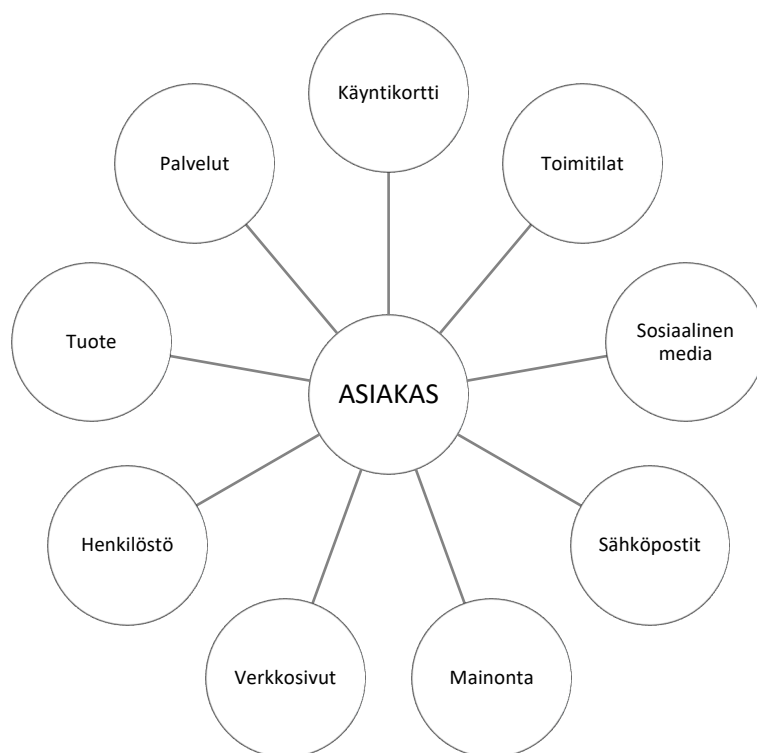 Käyntikortti
Toimitilat
Sosiaalinen
media
Sähköpostit
Mainonta
Verkkosivut
Henkilöstö
Tuote
Palvelut
ASIAKAS